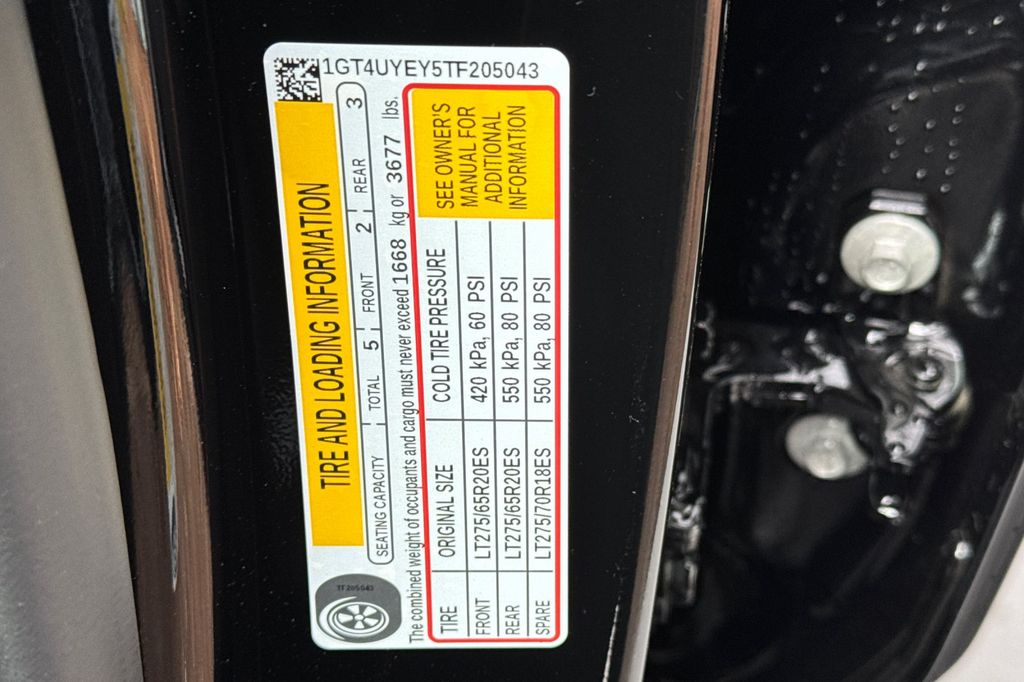 1GT4UYEY5TF205043
TIRE AND LOADING INFORMATION
SEATING CAPACITY TOTAL 5 FRONT 2 REAR 3
The combined weight of occupants and cargo must never exceed 1668 kg or 3677 lbs.
TIRE ORIGINAL SIZE COLD TIRE PRESSURE
FRONT LT275/65R20ES 420 kPa, 60 PSI
REAR LT275/65R20ES 550 kPa, 80 PSI
SPARE LT275/70R18ES 550 kPa, 80 PSI
SEE OWNER'S
MANUAL FOR
ADDITIONAL
INFORMATION
TF205043